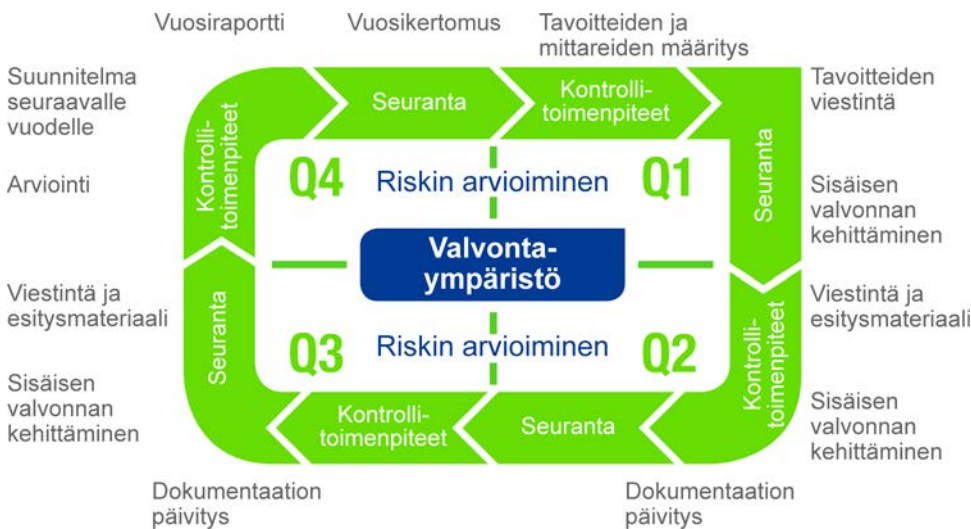 Vuosiraportti
Vuosikertomus
Tavoitteiden ja
mittareiden määritys
Suunnitelma
seuraavalle
vuodelle
Arviointi
Viestintä ja
esitysmateriaali
Sisäisen
valvonnan
kehittäminen
Kontrolli-
toimenpiteet
Seuranta
Kontrolli-
toimenpiteet
Seuranta
Tavoitteiden
viestintä
Sisäisen
valvonnan
kehittäminen
Viestintä ja
esitysmateriaali
Sisäisen
valvonnan
kehittäminen
Q4
Riskin arvioiminen
Q1
Valvonta-
ympäristö
Q3
Riskin arvioiminen
Q2
Seuranta
Kontrolli-
toimenpiteet
Kontrolli-
toimenpiteet
Seuranta
Dokumentaation
päivitys
Dokumentaation
päivitys